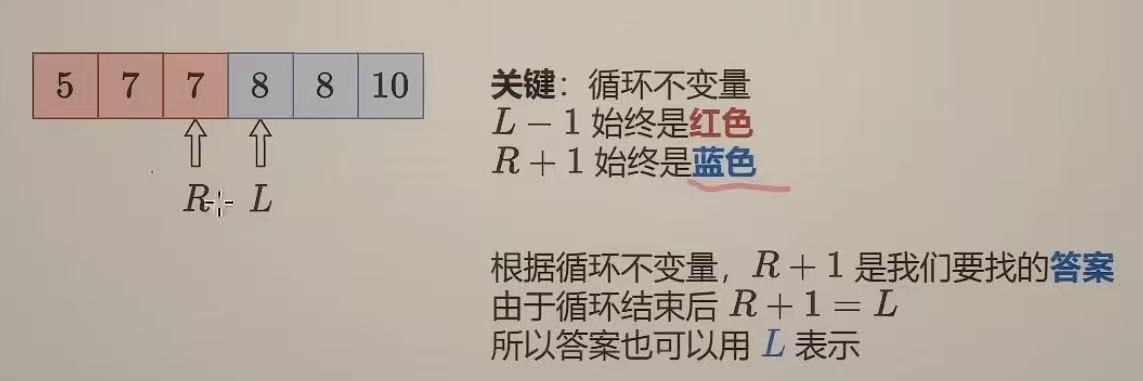 5 7 7 8 8 10
R L
关键：循环不变量
L − 1 始终是红色
R + 1 始终是蓝色
根据循环不变量，R + 1 是我们要找的答案
由于循环结束后 R + 1 = L
所以答案也可以用 L 表示